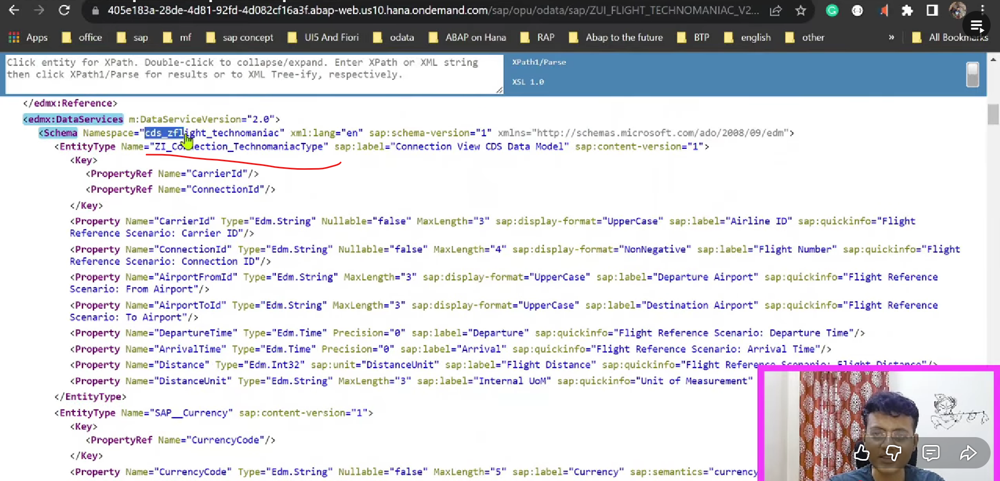 405e183a-28de-4d81-92fd-4d082cf16a3f.abap-web.us10.hana.ondemand.com/sap/opu/odata/sap/ZUI_FLIGHT_TECHNOMANIAC_V2...
Apps office sap mf sap concept UI5 And Fiori odata ABAP on Hana RAP Abap to the future BTP english other » All Bookmarks
Click entity for XPath. Double-click to collapse/expand. Enter XPath or XML string
then click XPath1/Parse for results or to XML Tree-ify, respectively.
XPath1/Parse
XSL 1.0
</edmx:Reference>
<edmx:DataServices m:DataServiceVersion="2.0">
<Schema Namespace="cds_zflight_technomaniac" xml:lang="en" sap:schema-version="1" xmlns="http://schemas.microsoft.com/ado/2008/09/edm">
<EntityType Name="ZI_Connection_TechnomaniacType" sap:label="Connection View CDS Data Model" sap:content-version="1">
<Key>
<PropertyRef Name="CarrierId"/>
<PropertyRef Name="ConnectionId"/>
</Key>
<Property Name="CarrierId" Type="Edm.String" Nullable="false" MaxLength="3" sap:display-format="UpperCase" sap:label="Airline ID" sap:quickinfo="Flight
Reference Scenario: Carrier ID"/>
<Property Name="ConnectionId" Type="Edm.String" Nullable="false" MaxLength="4" sap:display-format="NonNegative" sap:label="Flight Number" sap:quickinfo="Flight
Reference Scenario: Connection ID"/>
<Property Name="AirportFromId" Type="Edm.String" MaxLength="3" sap:display-format="UpperCase" sap:label="Departure Airport" sap:quickinfo="Flight Reference
Scenario: From Airport"/>
<Property Name="AirportToId" Type="Edm.String" MaxLength="3" sap:display-format="UpperCase" sap:label="Destination Airport" sap:quickinfo="Flight Reference
Scenario: To Airport"/>
<Property Name="DepartureTime" Type="Edm.Time" Precision="0" sap:label="Departure" sap:quickinfo="Flight Reference Scenario: Departure Time"/>
<Property Name="ArrivalTime" Type="Edm.Time" Precision="0" sap:label="Arrival" sap:quickinfo="Flight Reference Scenario: Arrival Time"/>
<Property Name="Distance" Type="Edm.Int32" sap:unit="DistanceUnit" sap:label="Flight Distance" sap:quickinfo="Flight Reference Scenario: Flight Distance"/>
<Property Name="DistanceUnit" Type="Edm.String" MaxLength="3" sap:label="Internal UoM" sap:quickinfo="Unit of Measurement"
</EntityType>
<EntityType Name="SAP__Currency" sap:content-version="1">
<Key>
<PropertyRef Name="CurrencyCode"/>
</Key>
<Property Name="CurrencyCode" Type="Edm.String" Nullable="false" MaxLength="5" sap:label="Currency" sap:semantics="currency